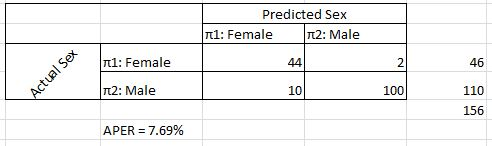 Predicted Sex
π1: Female π2: Male
Actual Sex
π1: Female 44 2 46
π2: Male 10 100 110
156
APER = 7.69%